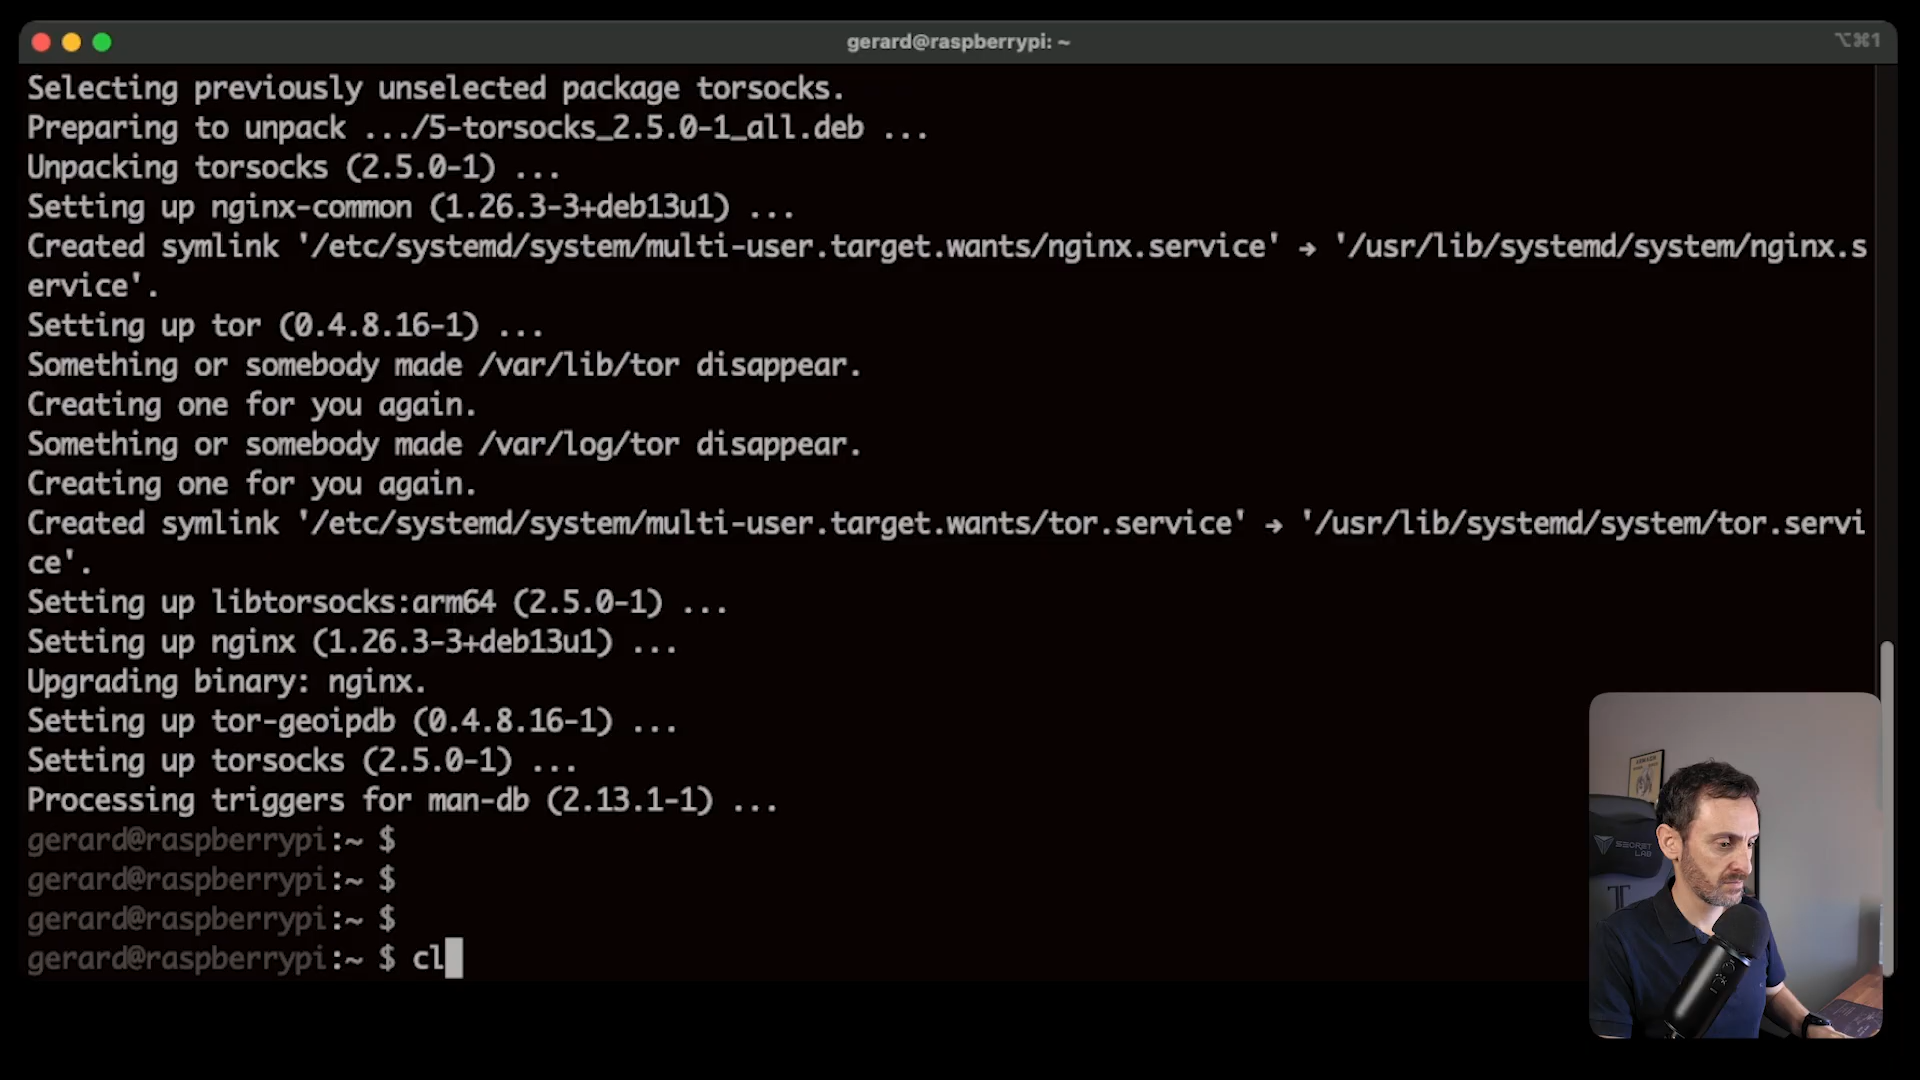 gerard@raspberrypi: ~
⌥⌘1
Selecting previously unselected package torsocks.
Preparing to unpack .../5-torsocks_2.5.0-1_all.deb ...
Unpacking torsocks (2.5.0-1) ...
Setting up nginx-common (1.26.3-3+deb13u1) ...
Created symlink '/etc/systemd/system/multi-user.target.wants/nginx.service' → '/usr/lib/systemd/system/nginx.s
ervice'.
Setting up tor (0.4.8.16-1) ...
Something or somebody made /var/lib/tor disappear.
Creating one for you again.
Something or somebody made /var/log/tor disappear.
Creating one for you again.
Created symlink '/etc/systemd/system/multi-user.target.wants/tor.service' → '/usr/lib/systemd/system/tor.servi
ce'.
Setting up libtorsocks:arm64 (2.5.0-1) ...
Setting up nginx (1.26.3-3+deb13u1) ...
Upgrading binary: nginx.
Setting up tor-geoipdb (0.4.8.16-1) ...
Setting up torsocks (2.5.0-1) ...
Processing triggers for man-db (2.13.1-1) ...
gerard@raspberrypi:~ $
gerard@raspberrypi:~ $
gerard@raspberrypi:~ $
gerard@raspberrypi:~ $ cl
SECRET
LAB